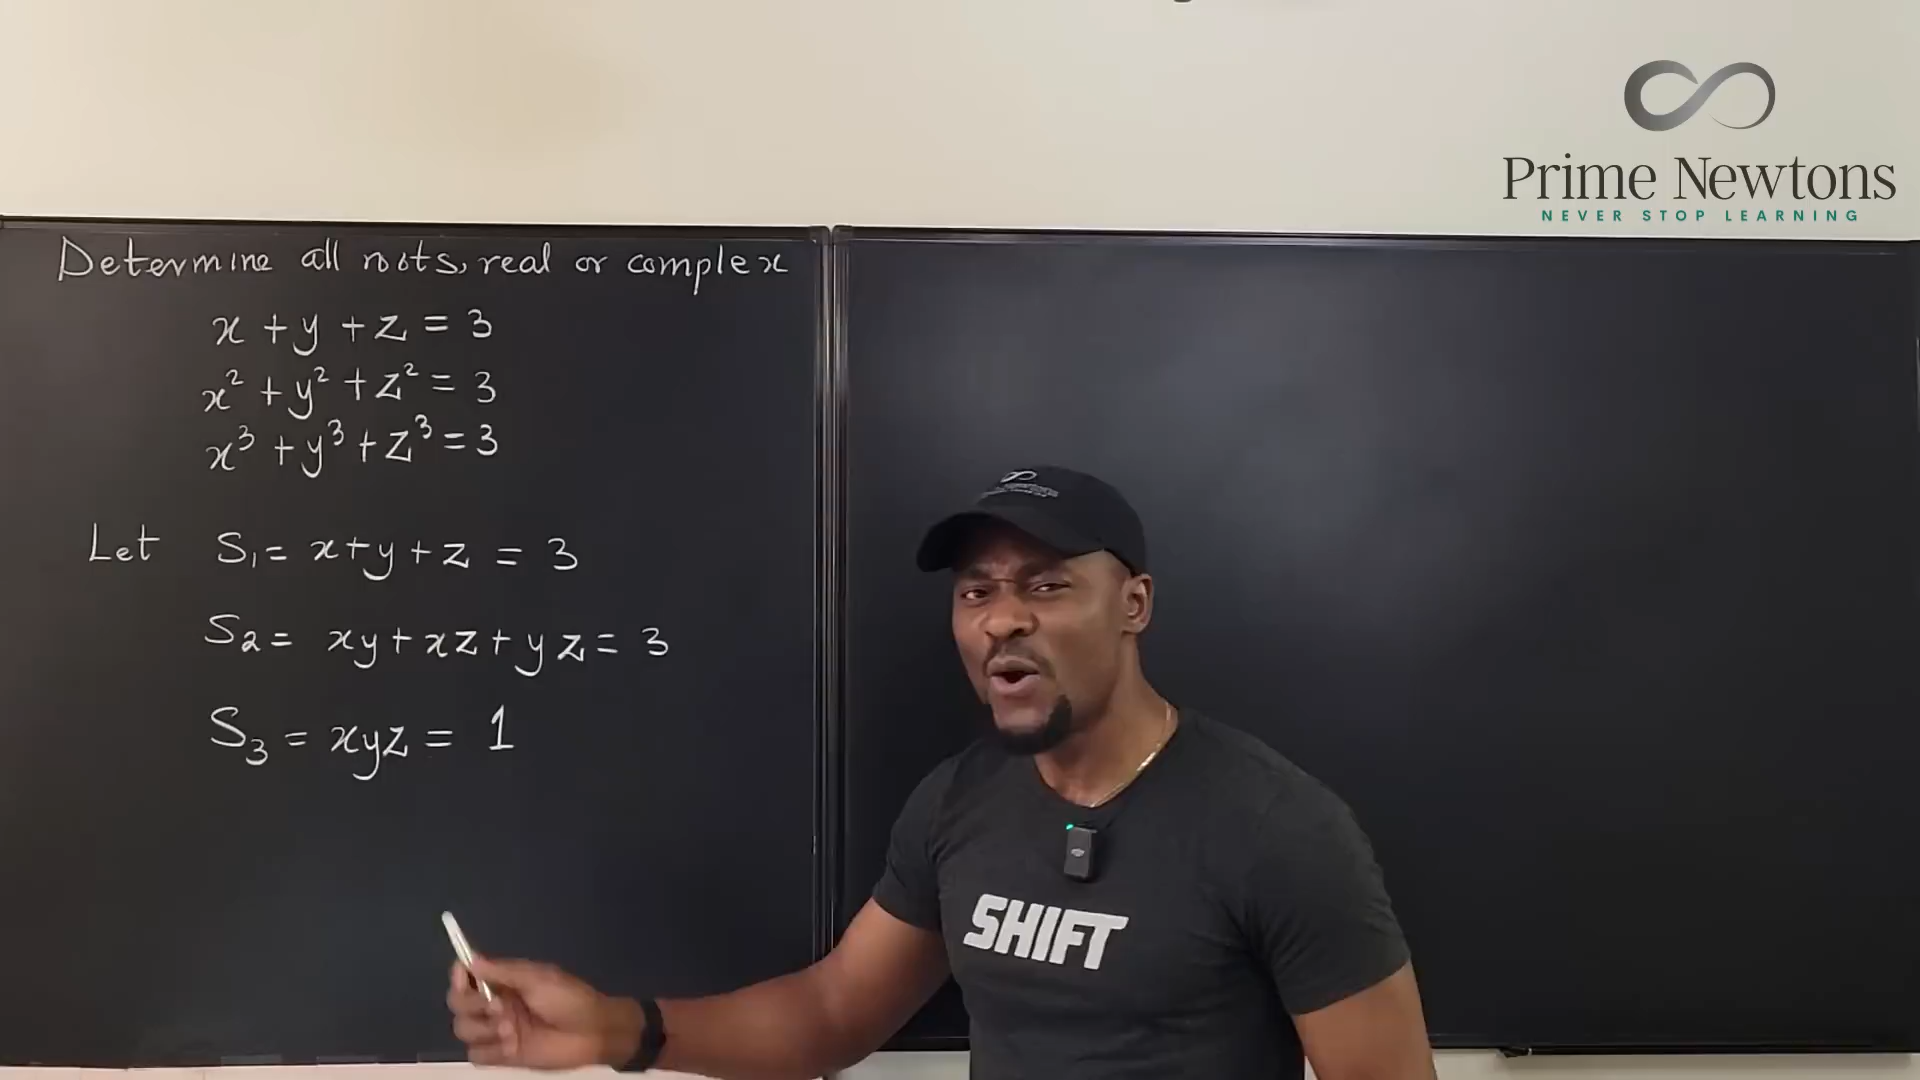 Prime Newtons
NEVER STOP LEARNING
Determine all roots, real or complex
x + y + z = 3
x² + y² + z² = 3
x³ + y³ + z³ = 3
Let S₁ = x+y+z = 3
S₂ = xy+xz+yz = 3
S₃ = xyz = 1
SHIFT